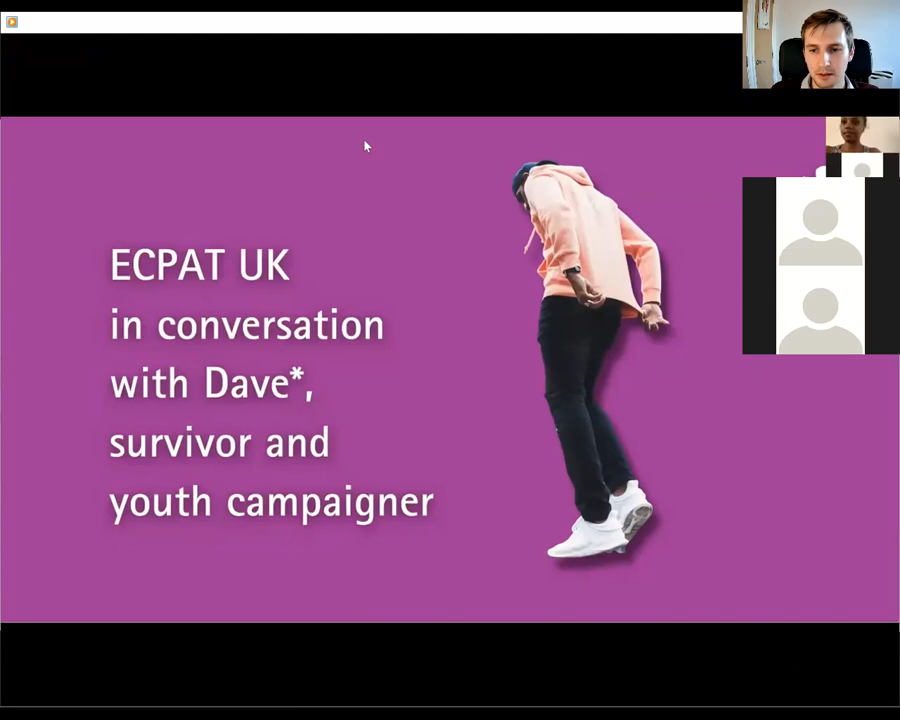 ECPAT UK
in conversation
with Dave*,
survivor and
youth campaigner